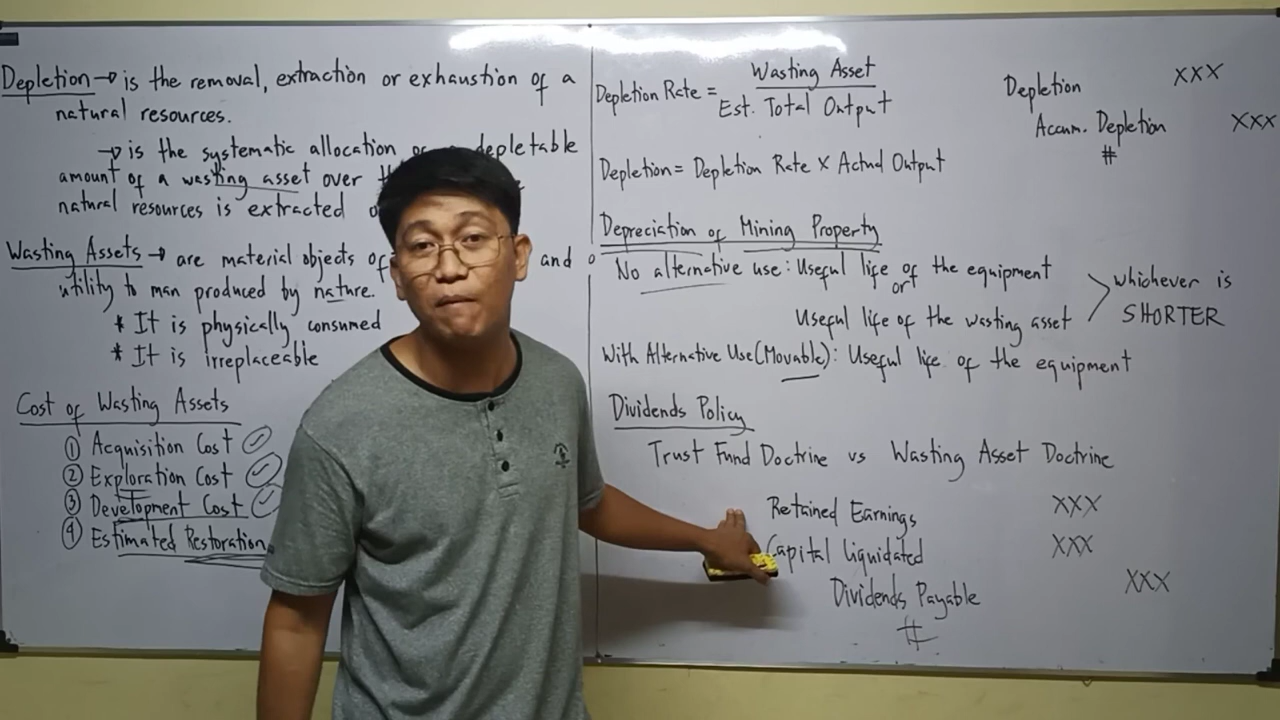 Depletion → is the removal, extraction or exhaustion of a
natural resources.
→ is the systematic allocation depletable
amount of a wasting asset over
natural resources is extracted
Wasting Assets → are material objects of and
utility to man produced by nature.
* It is physically consumed
* It is irreplaceable
Cost of Wasting Assets
① Acquisition Cost ✓
② Exploration Cost ✓
③ Development Cost ✓
④ Estimated Restoration
Depletion Rate = Wasting Asset
Est. Total Output
Depletion XXX
Accum. Depletion XXX
#
Depletion = Depletion Rate X Actual Output
Depreciation of Mining Property
No alternative use: Useful life of the equipment
or
Useful life of the wasting asset
whichever is
SHORTER
With Alternative Use (Movable): Useful life of the equipment
Dividends Policy
Trust Fund Doctrine vs Wasting Asset Doctrine
Retained Earnings XXX
Capital Liquidated XXX
Dividends Payable XXX
#